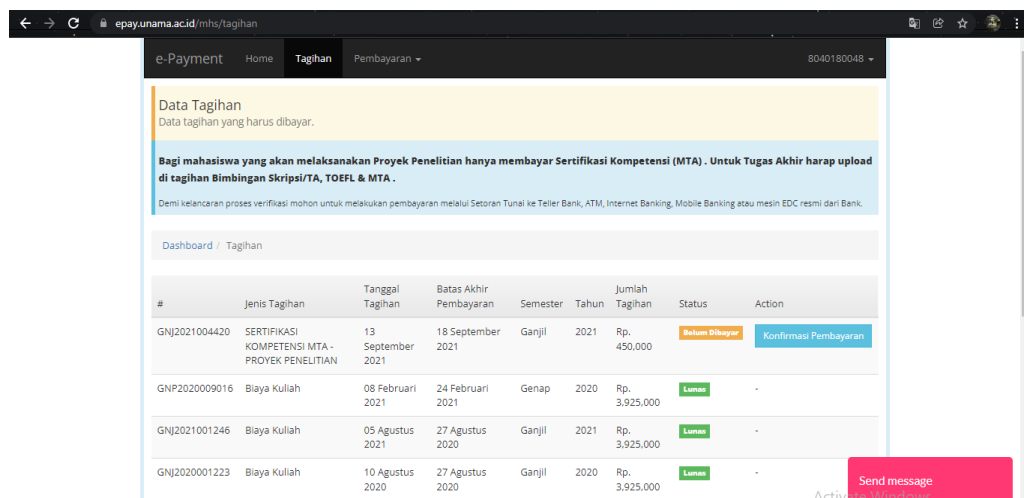 epay.unama.ac.id/mhs/tagihan
e-Payment Home Tagihan Pembayaran 8040180048
Data Tagihan
Data tagihan yang harus dibayar.
Bagi mahasiswa yang akan melaksanakan Proyek Penelitian hanya membayar Sertifikasi Kompetensi (MTA) . Untuk Tugas Akhir harap upload
di tagihan Bimbingan Skripsi/TA, TOEFL & MTA .
Demi kelancaran proses verifikasi mohon untuk melakukan pembayaran melalui Setoran Tunai ke Teller Bank, ATM, Internet Banking, Mobile Banking atau mesin EDC resmi dari Bank.
Dashboard / Tagihan
# Jenis Tagihan Tanggal Tagihan Batas Akhir Pembayaran Semester Tahun Jumlah Tagihan Status Action
GNJ2021004420 SERTIFIKASI KOMPETENSI MTA - PROYEK PENELITIAN 13 September 2021 18 September 2021 Ganjil 2021 Rp. 450,000 Belum Dibayar Konfirmasi Pembayaran
GNP2020009016 Biaya Kuliah 08 Februari 2021 24 Februari 2021 Genap 2020 Rp. 3,925,000 Lunas -
GNJ2021001246 Biaya Kuliah 05 Agustus 2021 27 Agustus 2020 Ganjil 2021 Rp. 3,925,000 Lunas -
GNJ2020001223 Biaya Kuliah 10 Agustus 2020 27 Agustus 2020 Ganjil 2020 Rp. 3,925,000 Lunas -
Send message